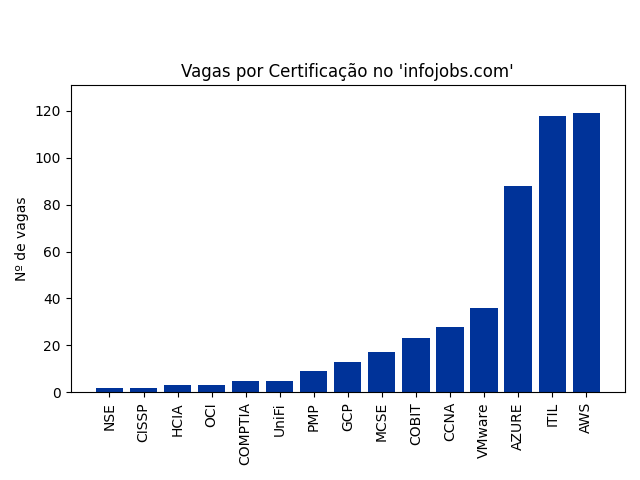 Vagas por Certificação no 'infojobs.com'
Nº de vagas
120
100
80
60
40
20
0
NSE
CISSP
HCIA
OCI
COMPTIA
UniFi
PMP
GCP
MCSE
COBIT
CCNA
VMware
AZURE
ITIL
AWS